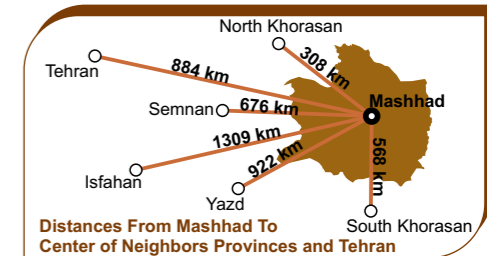 North Khorasan
308 km
Tehran
884 km
Mashhad
Semnan
676 km
1309 km
568 km
922 km
Isfahan
Yazd
South Khorasan
Distances From Mashhad To
Center of Neighbors Provinces and Tehran